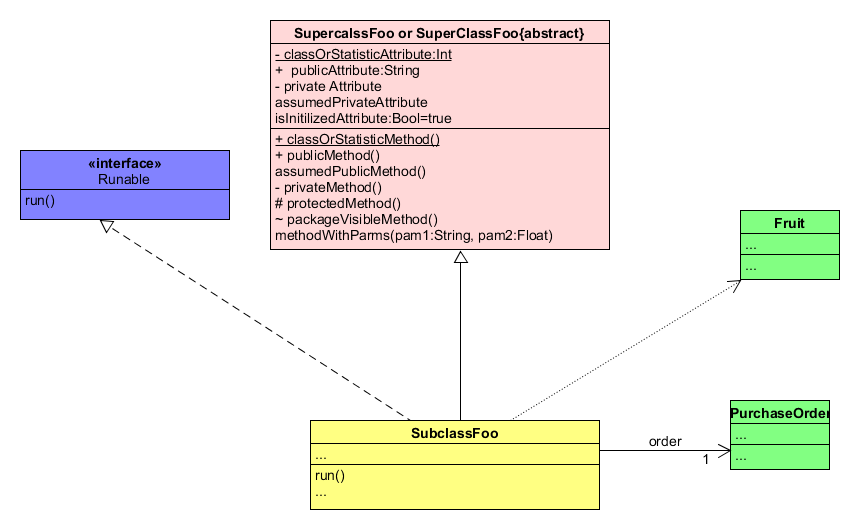 SupercalssFoo or SuperClassFoo{abstract}
- classOrStatisticAttribute:Int
+  publicAttribute:String
- private Attribute
assumedPrivateAttribute
isInitilizedAttribute:Bool=true
+ classOrStatisticMethod()
+ publicMethod()
assumedPublicMethod()
- privateMethod()
# protectedMethod()
~ packageVisibleMethod()
methodWithParms(pam1:String, pam2:Float)
«interface»
Runable
run()
Fruit
...
...
SubclassFoo
...
run()
...
order
1
PurchaseOrder
...
...